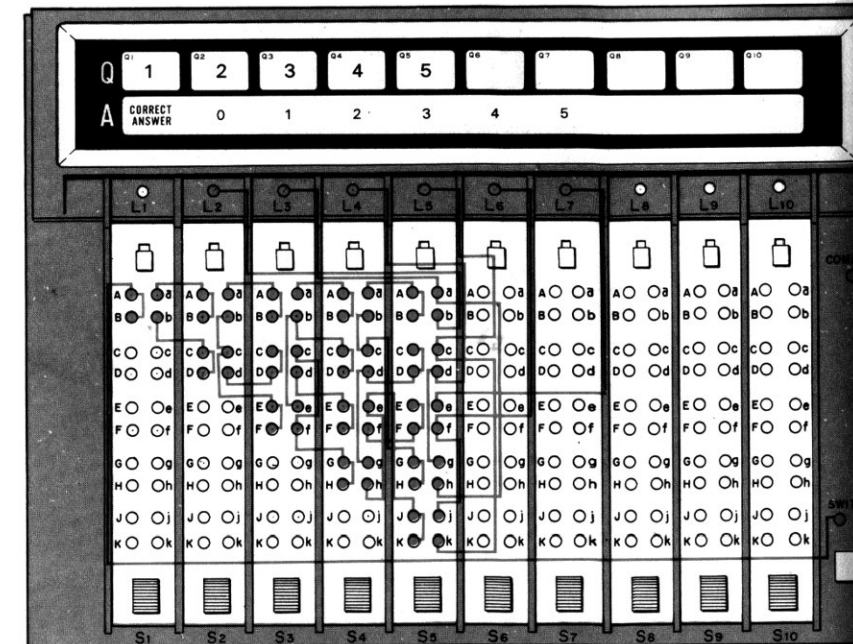 Q1 Q2 Q3 Q4 Q5 Q6 Q7 Q8 Q9 Q10
Q 1 2 3 4 5
A CORRECT ANSWER 0 1 2 3 4 5
L1 L2 L3 L4 L5 L6 L7 L8 L9 L10
COM
A a A a A a A a A a A a A a A a A a A a
B b B b B b B b B b B b B b B b B b B b
C c C c C c C c C c C c C c C c C c C c
D d D d D d D d D d D d D d D d D d D d
E e E e E e E e E e E e E e E e E e E e
F f F f F f F f F f F f F f F f F f F f
G g G g G g G g G g G g G g G g G g G g
H h H h H h H h H h H h H h H h H h H h
SWIT
J j J j J j J j J j J j J j J j J j J j
K k K k K k K k K k K k K k K k K k K k
S1 S2 S3 S4 S5 S6 S7 S8 S9 S10